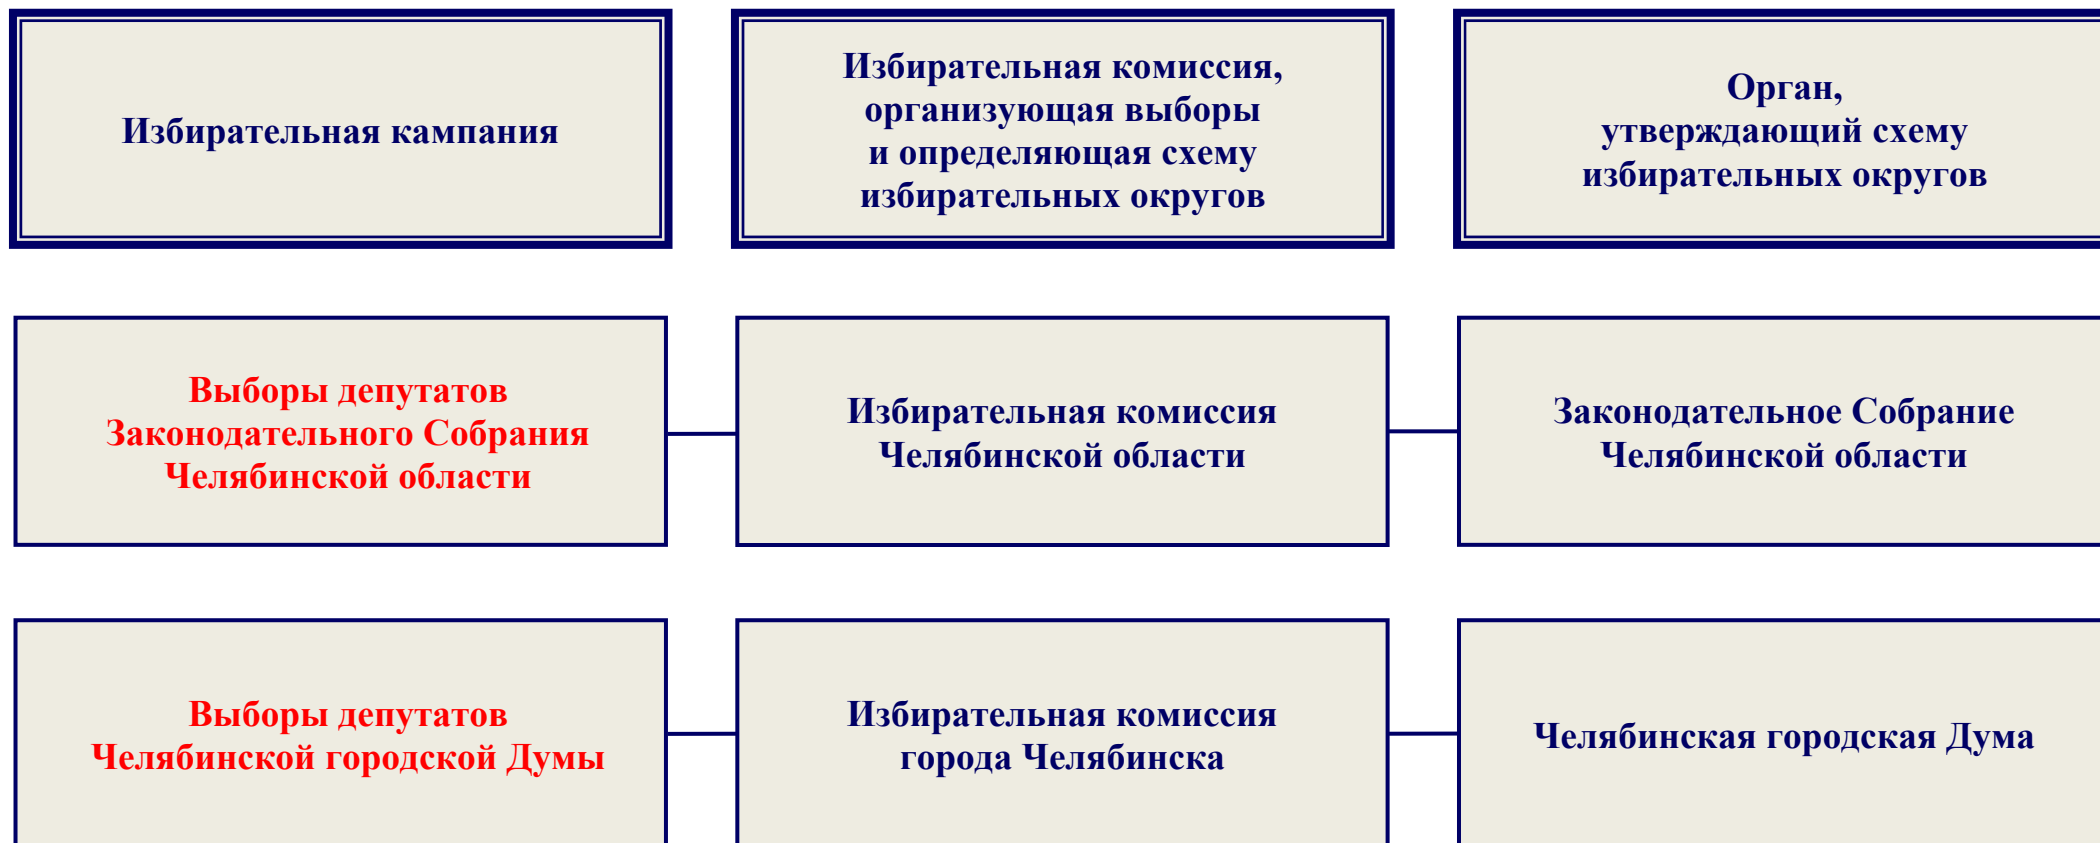 Избирательная кампания
Избирательная комиссия,
организующая выборы
и определяющая схему
избирательных округов
Орган,
утверждающий схему
избирательных округов
Выборы депутатов
Законодательного Собрания
Челябинской области
Избирательная комиссия
Челябинской области
Законодательное Собрание
Челябинской области
Выборы депутатов
Челябинской городской Думы
Избирательная комиссия
города Челябинска
Челябинская городская Дума